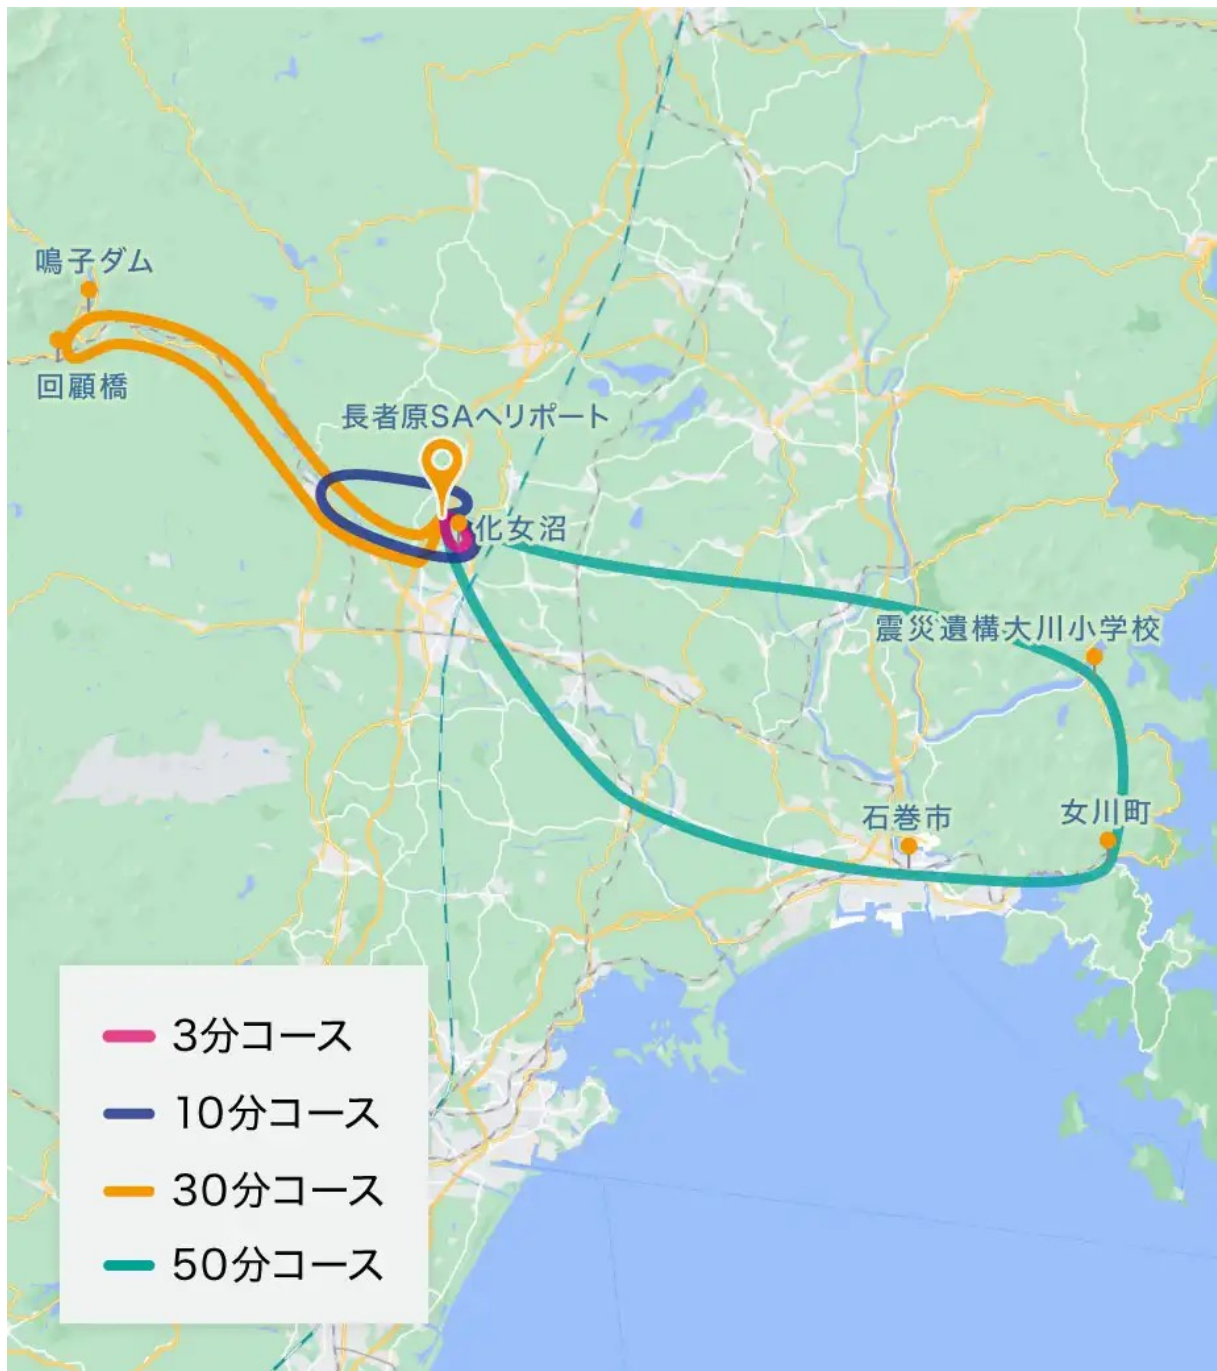 鳴子ダム
回顧橋
長者原SAヘリポート
化女沼
震災遺構大川小学校
石巻市
女川町
3分コース
10分コース
30分コース
50分コース